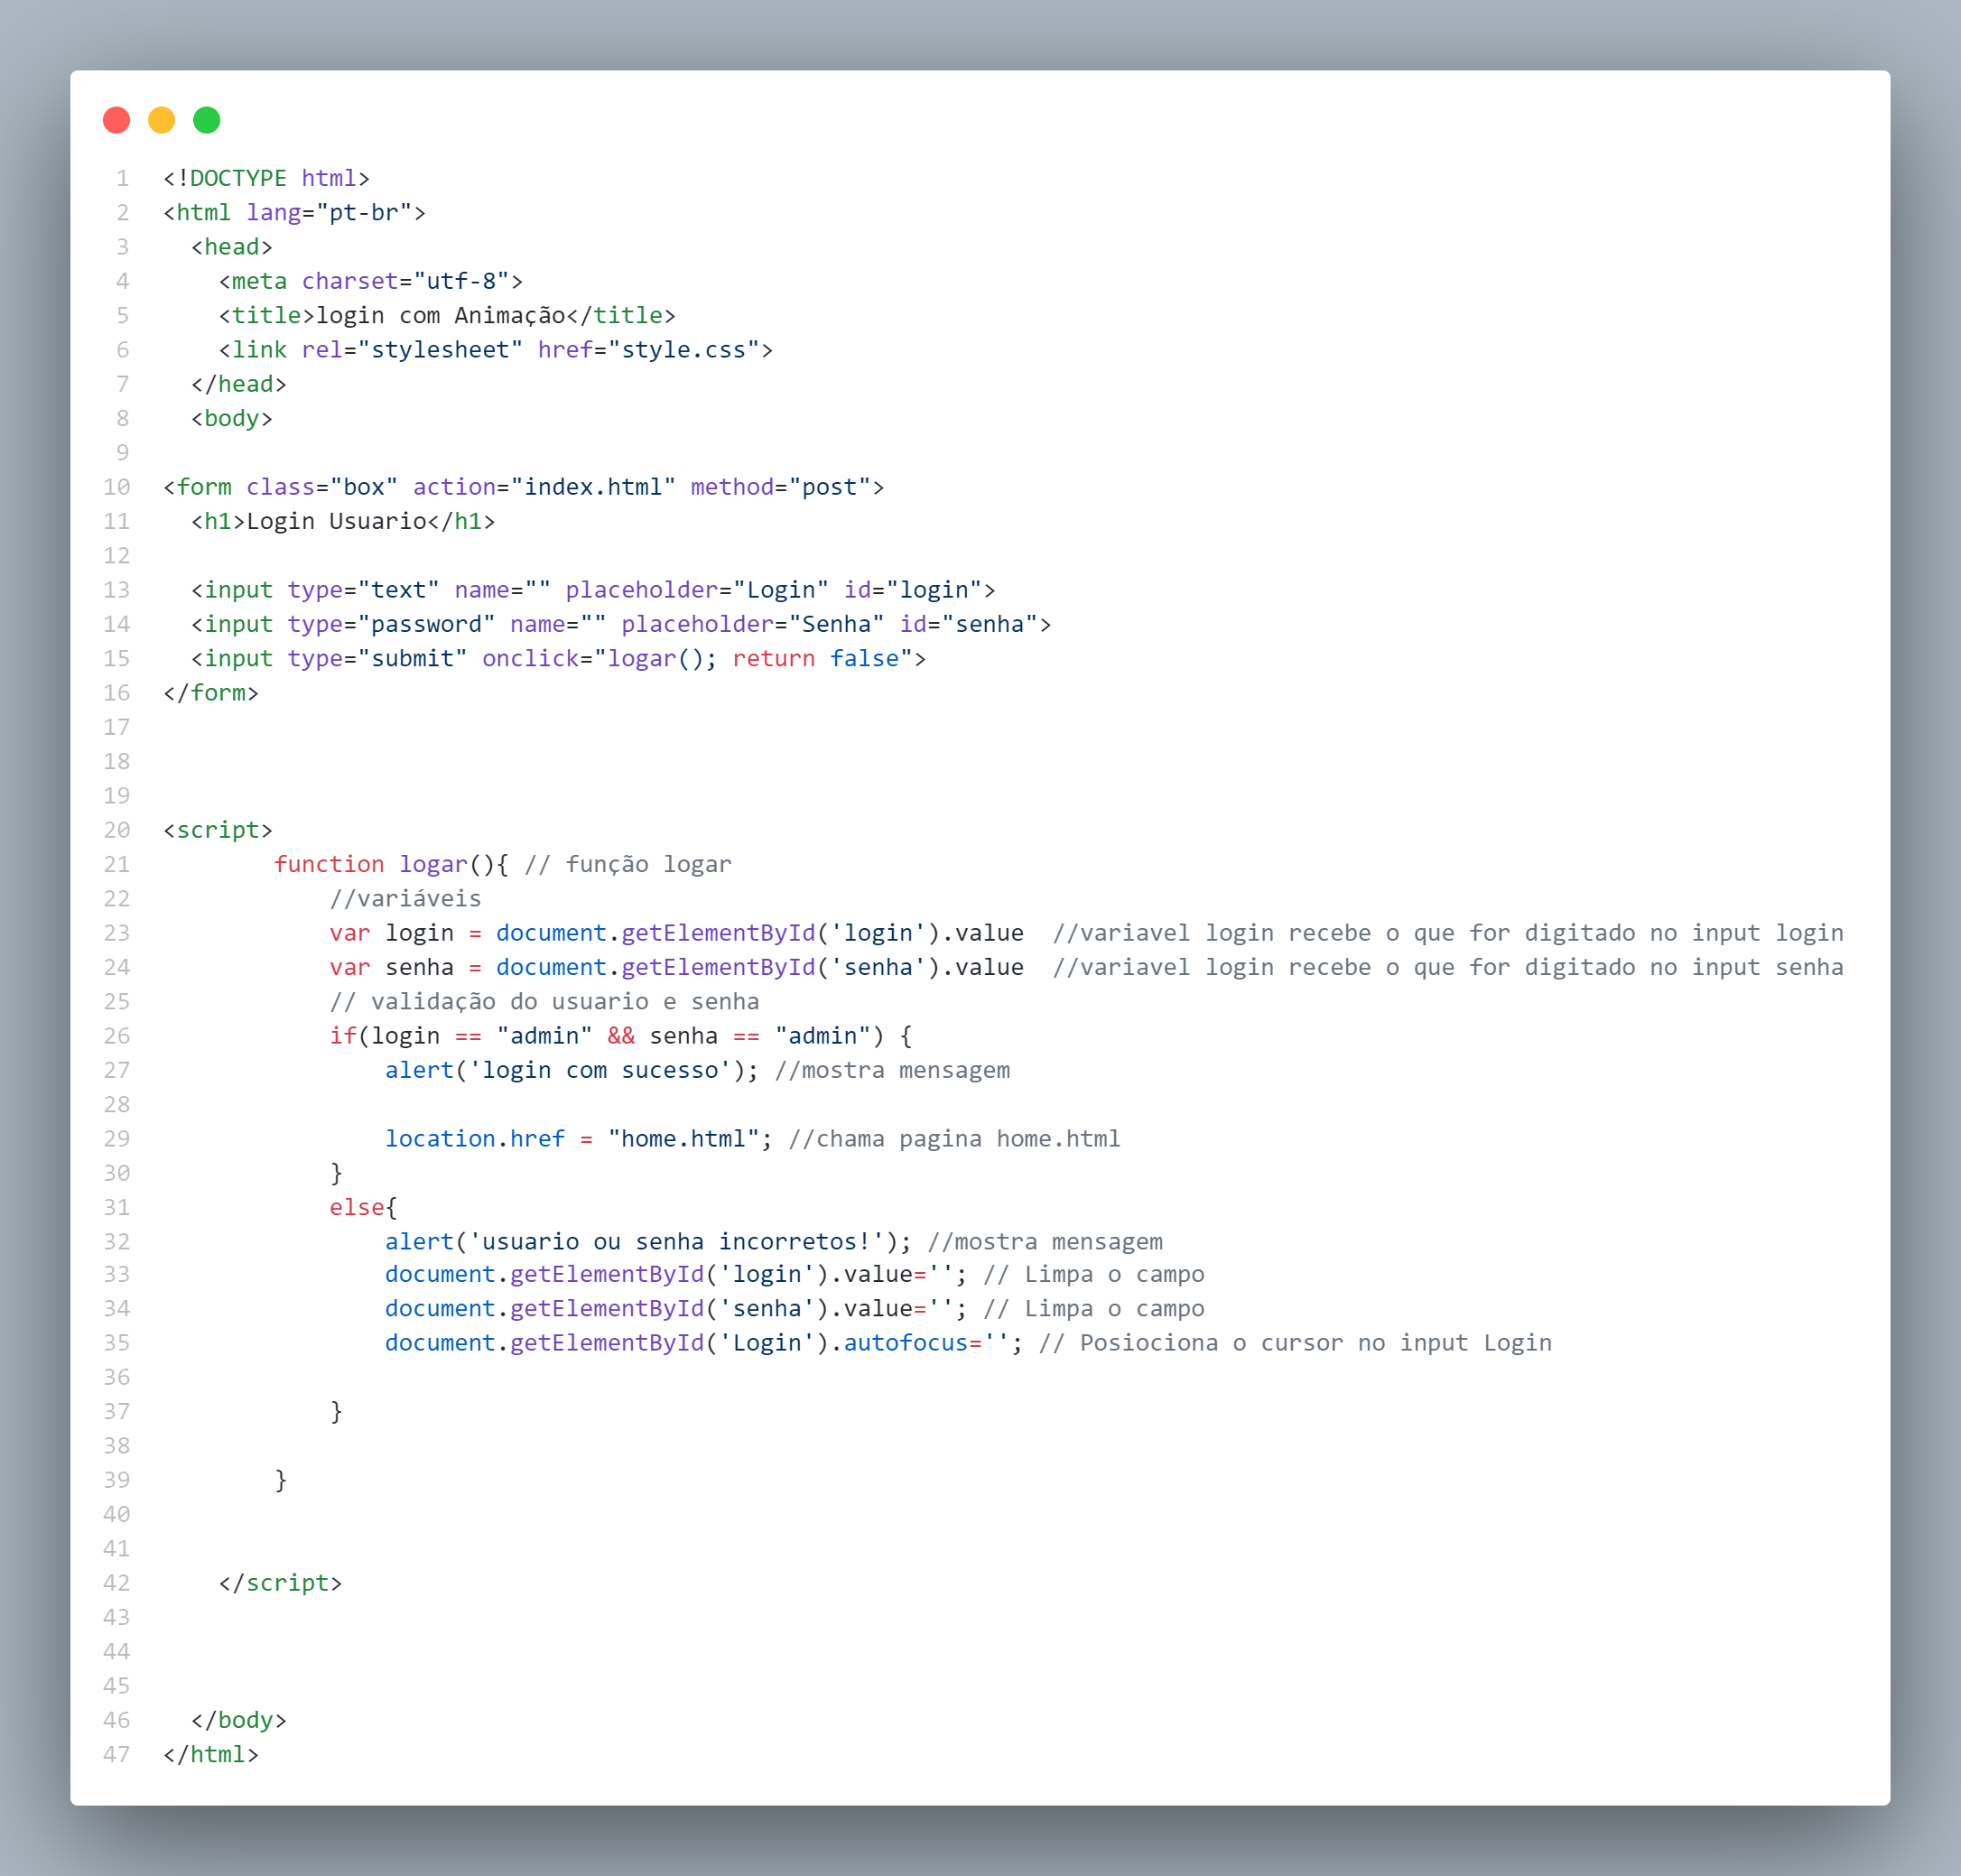 1 <!DOCTYPE html>
2 <html lang="pt-br">
3   <head>
4     <meta charset="utf-8">
5     <title>login com Animação</title>
6     <link rel="stylesheet" href="style.css">
7   </head>
8   <body>
9
10 <form class="box" action="index.html" method="post">
11   <h1>Login Usuario</h1>
12
13   <input type="text" name="" placeholder="Login" id="login">
14   <input type="password" name="" placeholder="Senha" id="senha">
15   <input type="submit" onclick="logar(); return false">
16 </form>
17
18
19
20 <script>
21         function logar(){ // função logar
22             //variáveis
23             var login = document.getElementById('login').value  //variavel login recebe o que for digitado no input login
24             var senha = document.getElementById('senha').value  //variavel login recebe o que for digitado no input senha
25             // validação do usuario e senha
26             if(login == "admin" && senha == "admin") {
27                 alert('login com sucesso'); //mostra mensagem
28
29                 location.href = "home.html"; //chama pagina home.html
30             }
31             else{
32                 alert('usuario ou senha incorretos!'); //mostra mensagem
33                 document.getElementById('login').value=''; // Limpa o campo
34                 document.getElementById('senha').value=''; // Limpa o campo
35                 document.getElementById('Login').autofocus=''; // Posiociona o cursor no input Login
36
37             }
38
39         }
40
41
42     </script>
43
44
45
46   </body>
47 </html>